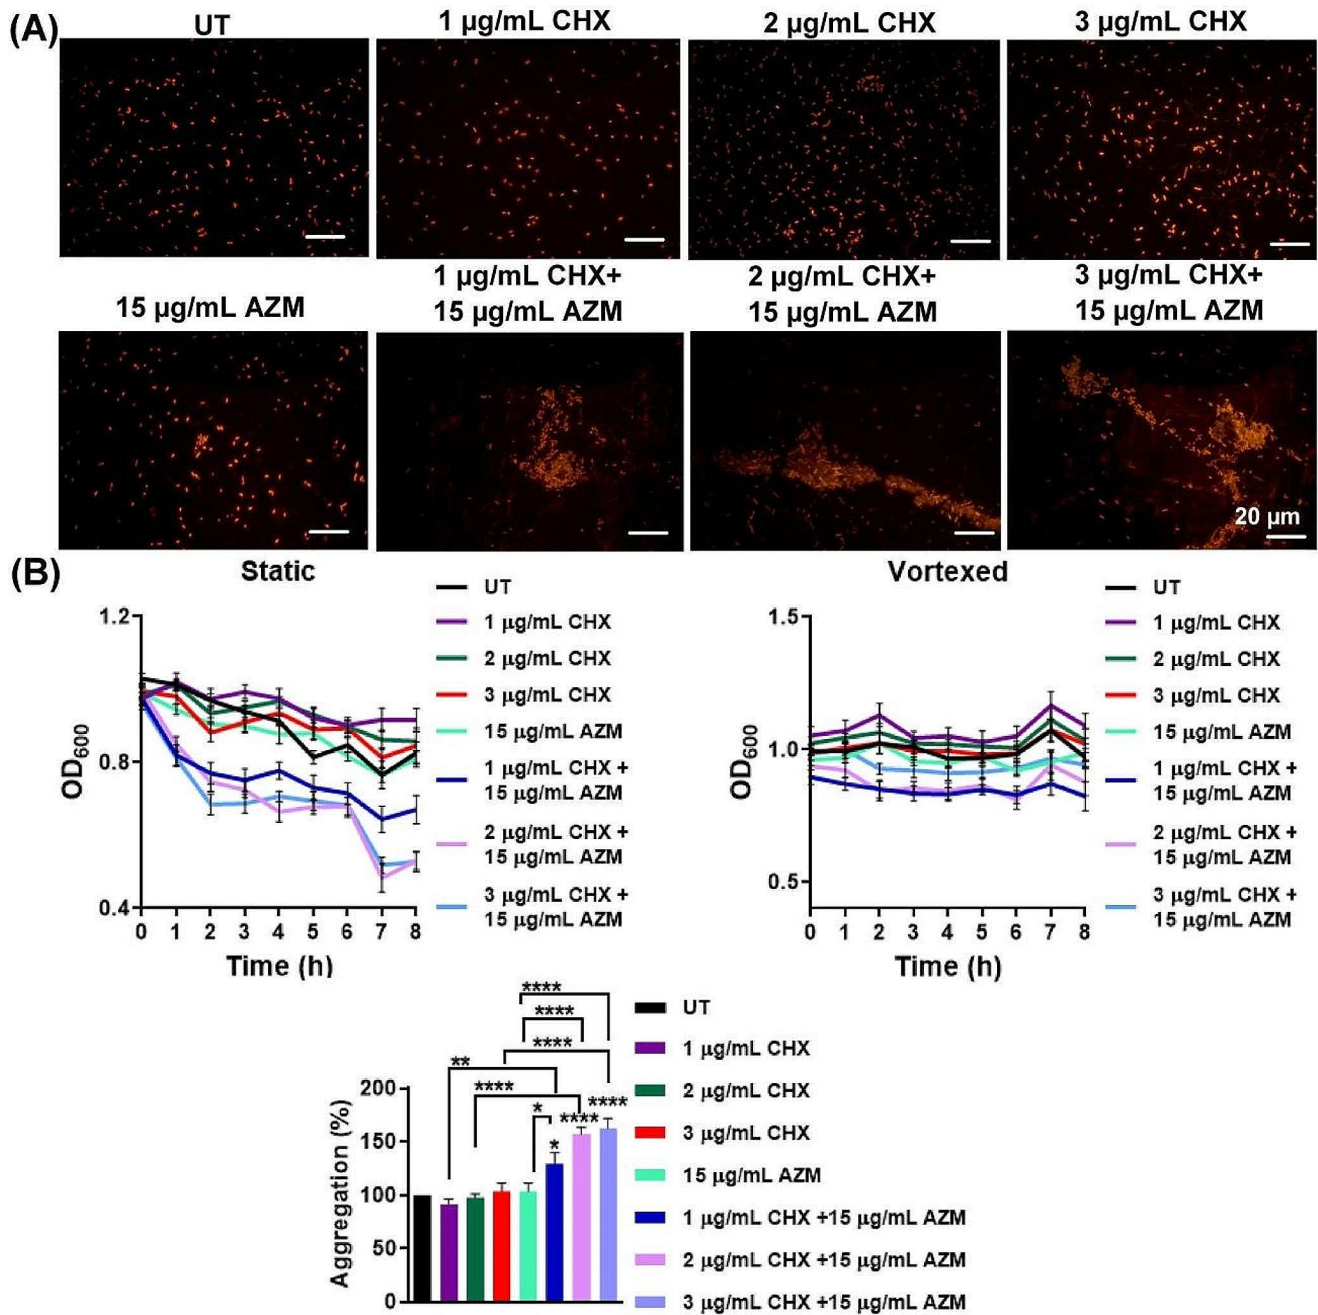 (A)
UT
1 µg/mL CHX
2 µg/mL CHX
3 µg/mL CHX
15 µg/mL AZM
1 µg/mL CHX+
15 µg/mL AZM
2 µg/mL CHX+
15 µg/mL AZM
3 µg/mL CHX+
15 µg/mL AZM
20 µm
(B)
Static
1.2
0.8
0.4
OD600
0 1 2 3 4 5 6 7 8
Time (h)
UT
1 µg/mL CHX
2 µg/mL CHX
3 µg/mL CHX
15 µg/mL AZM
1 µg/mL CHX +
15 µg/mL AZM
2 µg/mL CHX +
15 µg/mL AZM
3 µg/mL CHX +
15 µg/mL AZM
Vortexed
1.5
1.0
0.5
OD600
0 1 2 3 4 5 6 7 8
Time (h)
UT
1 µg/mL CHX
2 µg/mL CHX
3 µg/mL CHX
15 µg/mL AZM
1 µg/mL CHX +
15 µg/mL AZM
2 µg/mL CHX +
15 µg/mL AZM
3 µg/mL CHX +
15 µg/mL AZM
****
****
****
**
****
*
*
****
****
200
150
100
50
0
Aggregation (%)
UT
1 µg/mL CHX
2 µg/mL CHX
3 µg/mL CHX
15 µg/mL AZM
1 µg/mL CHX +15 µg/mL AZM
2 µg/mL CHX +15 µg/mL AZM
3 µg/mL CHX +15 µg/mL AZM